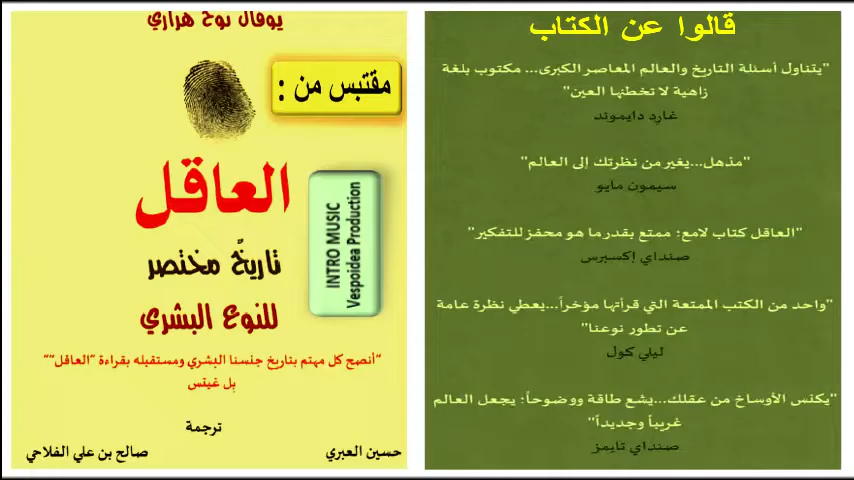 قالوا عن الكتاب
"يتناول أسئلة التاريخ والعالم المعاصر الكبرى... مكتوب بلغة
زاهية لا تخطئها العين"
غارد دايموند
"مذهل...يغير من نظرتك إلى العالم"
سيمون مايو
"العاقل كتاب لامع: ممتع بقدر ما هو محفز للتفكير"
صنداي إكسبرس
"واحد من الكتب الممتعة التي قرأتها مؤخراً...يعطي نظرة عامة
عن تطور نوعنا"
ليلي كول
"يكنس الأوساخ من عقلك...يشع طاقة ووضوحاً: يجعل العالم
غريباً وجديداً"
صنداي تايمز
يوفال نوح هراري
مقتبس من :
العاقل
INTRO MUSIC
Vespoidea Production
تاريخٌ مختصر
للنوع البشري
"أنصح كل مهتم بتاريخ جنسنا البشري ومستقبله بقراءة "العاقل""
بِل غيتس
ترجمة
حسين العبري
صالح بن علي الفلاحي